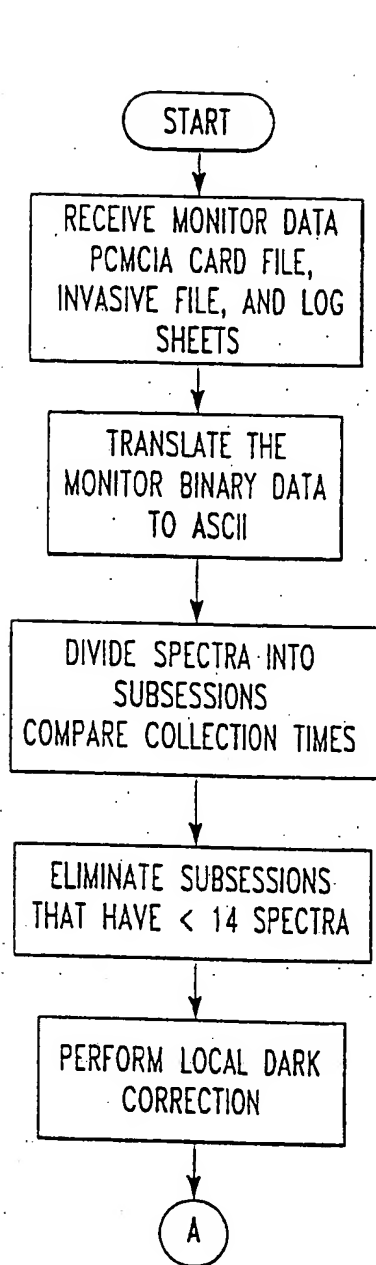 START
RECEIVE MONITOR DATA
PCMCIA CARD FILE,
INVASIVE FILE, AND LOG
SHEETS
TRANSLATE THE
MONITOR BINARY DATA
TO ASCII
DIVIDE SPECTRA INTO
SUBSESSIONS
COMPARE COLLECTION TIMES
ELIMINATE SUBSESSIONS
THAT HAVE < 14 SPECTRA
PERFORM LOCAL DARK
CORRECTION
A